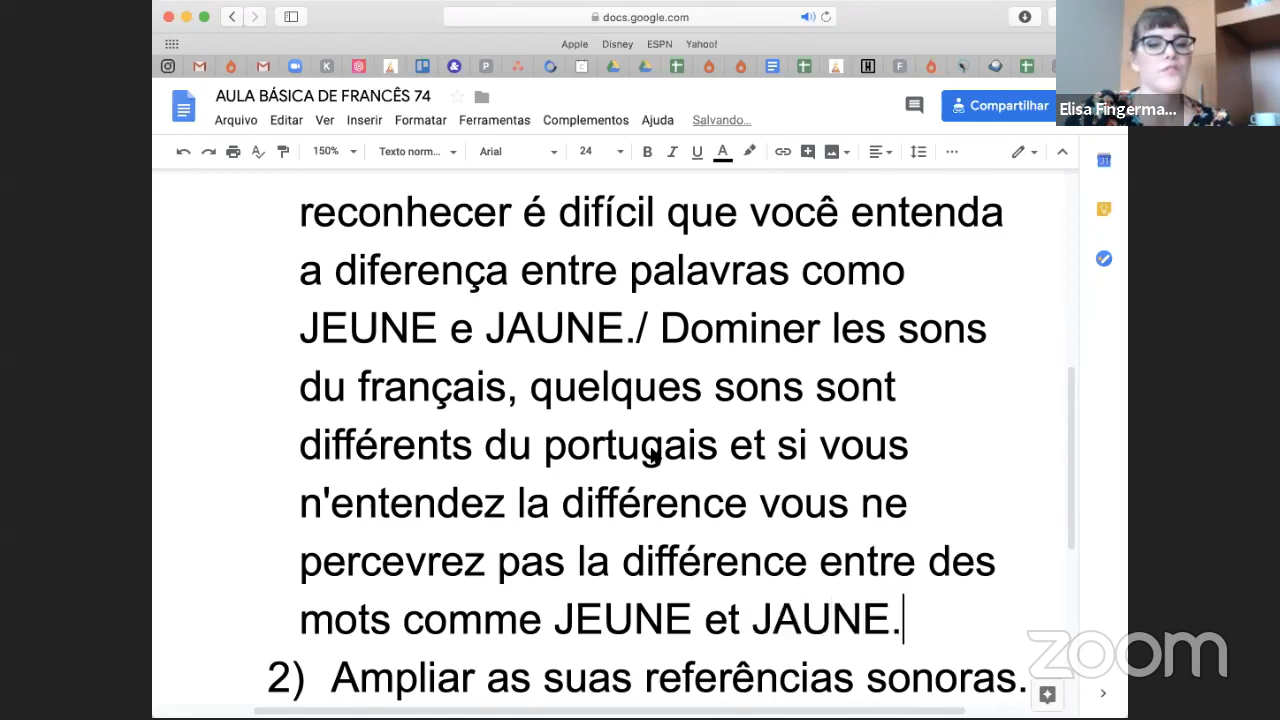 docs.google.com
Apple Disney ESPN Yahoo!
AULA BÁSICA DE FRANCÊS 74
Arquivo Editar Ver Inserir Formatar Ferramentas Complementos Ajuda Salvando...
Compartilhar
Elisa Fingerma...
150% Texto norm... Arial 24 B I U A
31
reconhecer é difícil que você entenda
a diferença entre palavras como
JEUNE e JAUNE./ Dominer les sons
du français, quelques sons sont
différents du portugais et si vous
n'entendez la différence vous ne
percevrez pas la différence entre des
mots comme JEUNE et JAUNE.
2) Ampliar as suas referências sonoras.
zoom